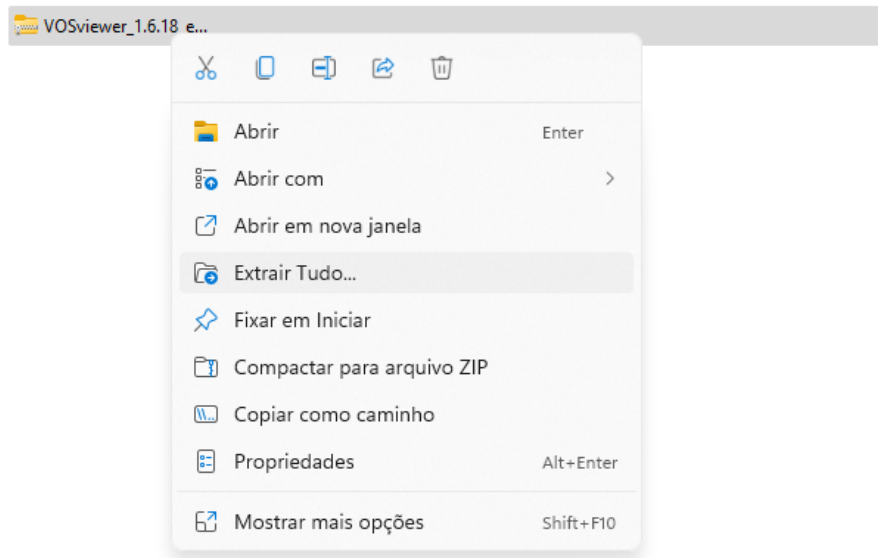 VOSviewer_1.6.18 e...
Abrir Enter
Abrir com
Abrir em nova janela
Extrair Tudo...
Fixar em Iniciar
Compactar para arquivo ZIP
Copiar como caminho
Propriedades Alt+Enter
Mostrar mais opções Shift+F10